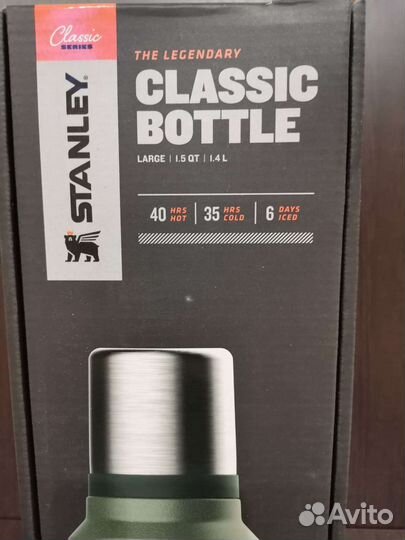 Classic
SERIES
STANLEY
THE LEGENDARY
CLASSIC
BOTTLE
LARGE | 1.5 QT | 1.4 L
40 HRS HOT | 35 HRS COLD | 6 DAYS ICED
Avito